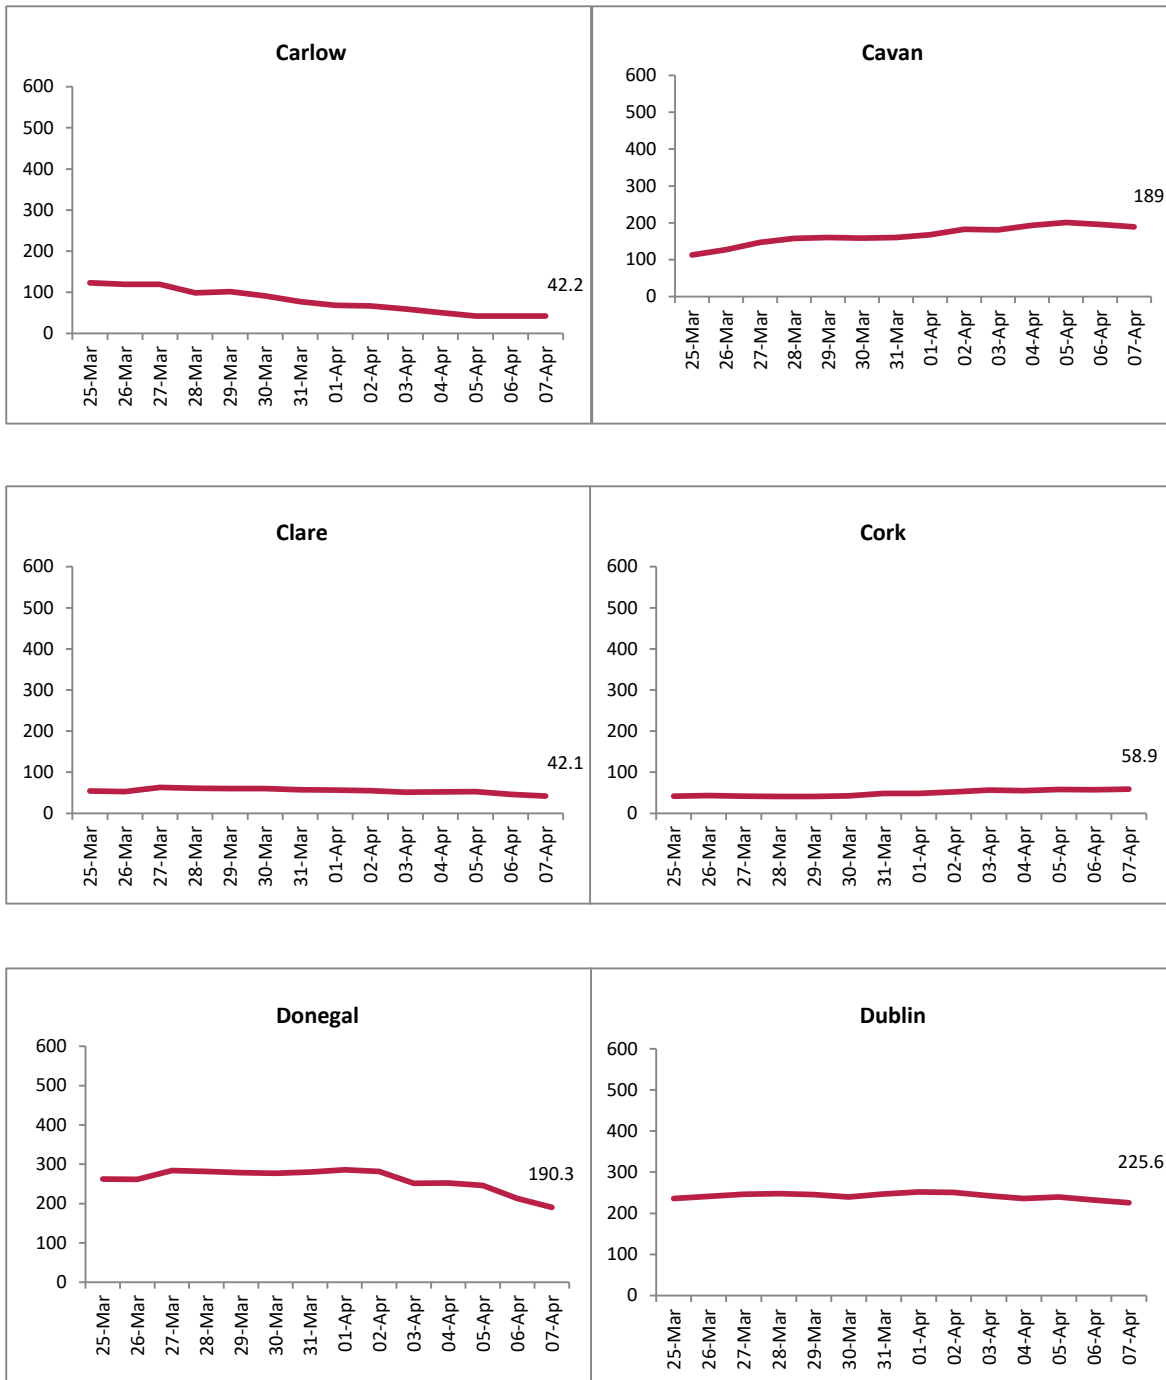 Carlow
600
500
400
300
200
100
0
42.2
25-Mar
26-Mar
27-Mar
28-Mar
29-Mar
30-Mar
31-Mar
01-Apr
02-Apr
03-Apr
04-Apr
05-Apr
06-Apr
07-Apr
Cavan
600
500
400
300
200
100
0
189
25-Mar
26-Mar
27-Mar
28-Mar
29-Mar
30-Mar
31-Mar
01-Apr
02-Apr
03-Apr
04-Apr
05-Apr
06-Apr
07-Apr
Clare
600
500
400
300
200
100
0
42.1
25-Mar
26-Mar
27-Mar
28-Mar
29-Mar
30-Mar
31-Mar
01-Apr
02-Apr
03-Apr
04-Apr
05-Apr
06-Apr
07-Apr
Cork
600
500
400
300
200
100
0
58.9
25-Mar
26-Mar
27-Mar
28-Mar
29-Mar
30-Mar
31-Mar
01-Apr
02-Apr
03-Apr
04-Apr
05-Apr
06-Apr
07-Apr
Donegal
600
500
400
300
200
100
0
190.3
25-Mar
26-Mar
27-Mar
28-Mar
29-Mar
30-Mar
31-Mar
01-Apr
02-Apr
03-Apr
04-Apr
05-Apr
06-Apr
07-Apr
Dublin
600
500
400
300
200
100
0
225.6
25-Mar
26-Mar
27-Mar
28-Mar
29-Mar
30-Mar
31-Mar
01-Apr
02-Apr
03-Apr
04-Apr
05-Apr
06-Apr
07-Apr